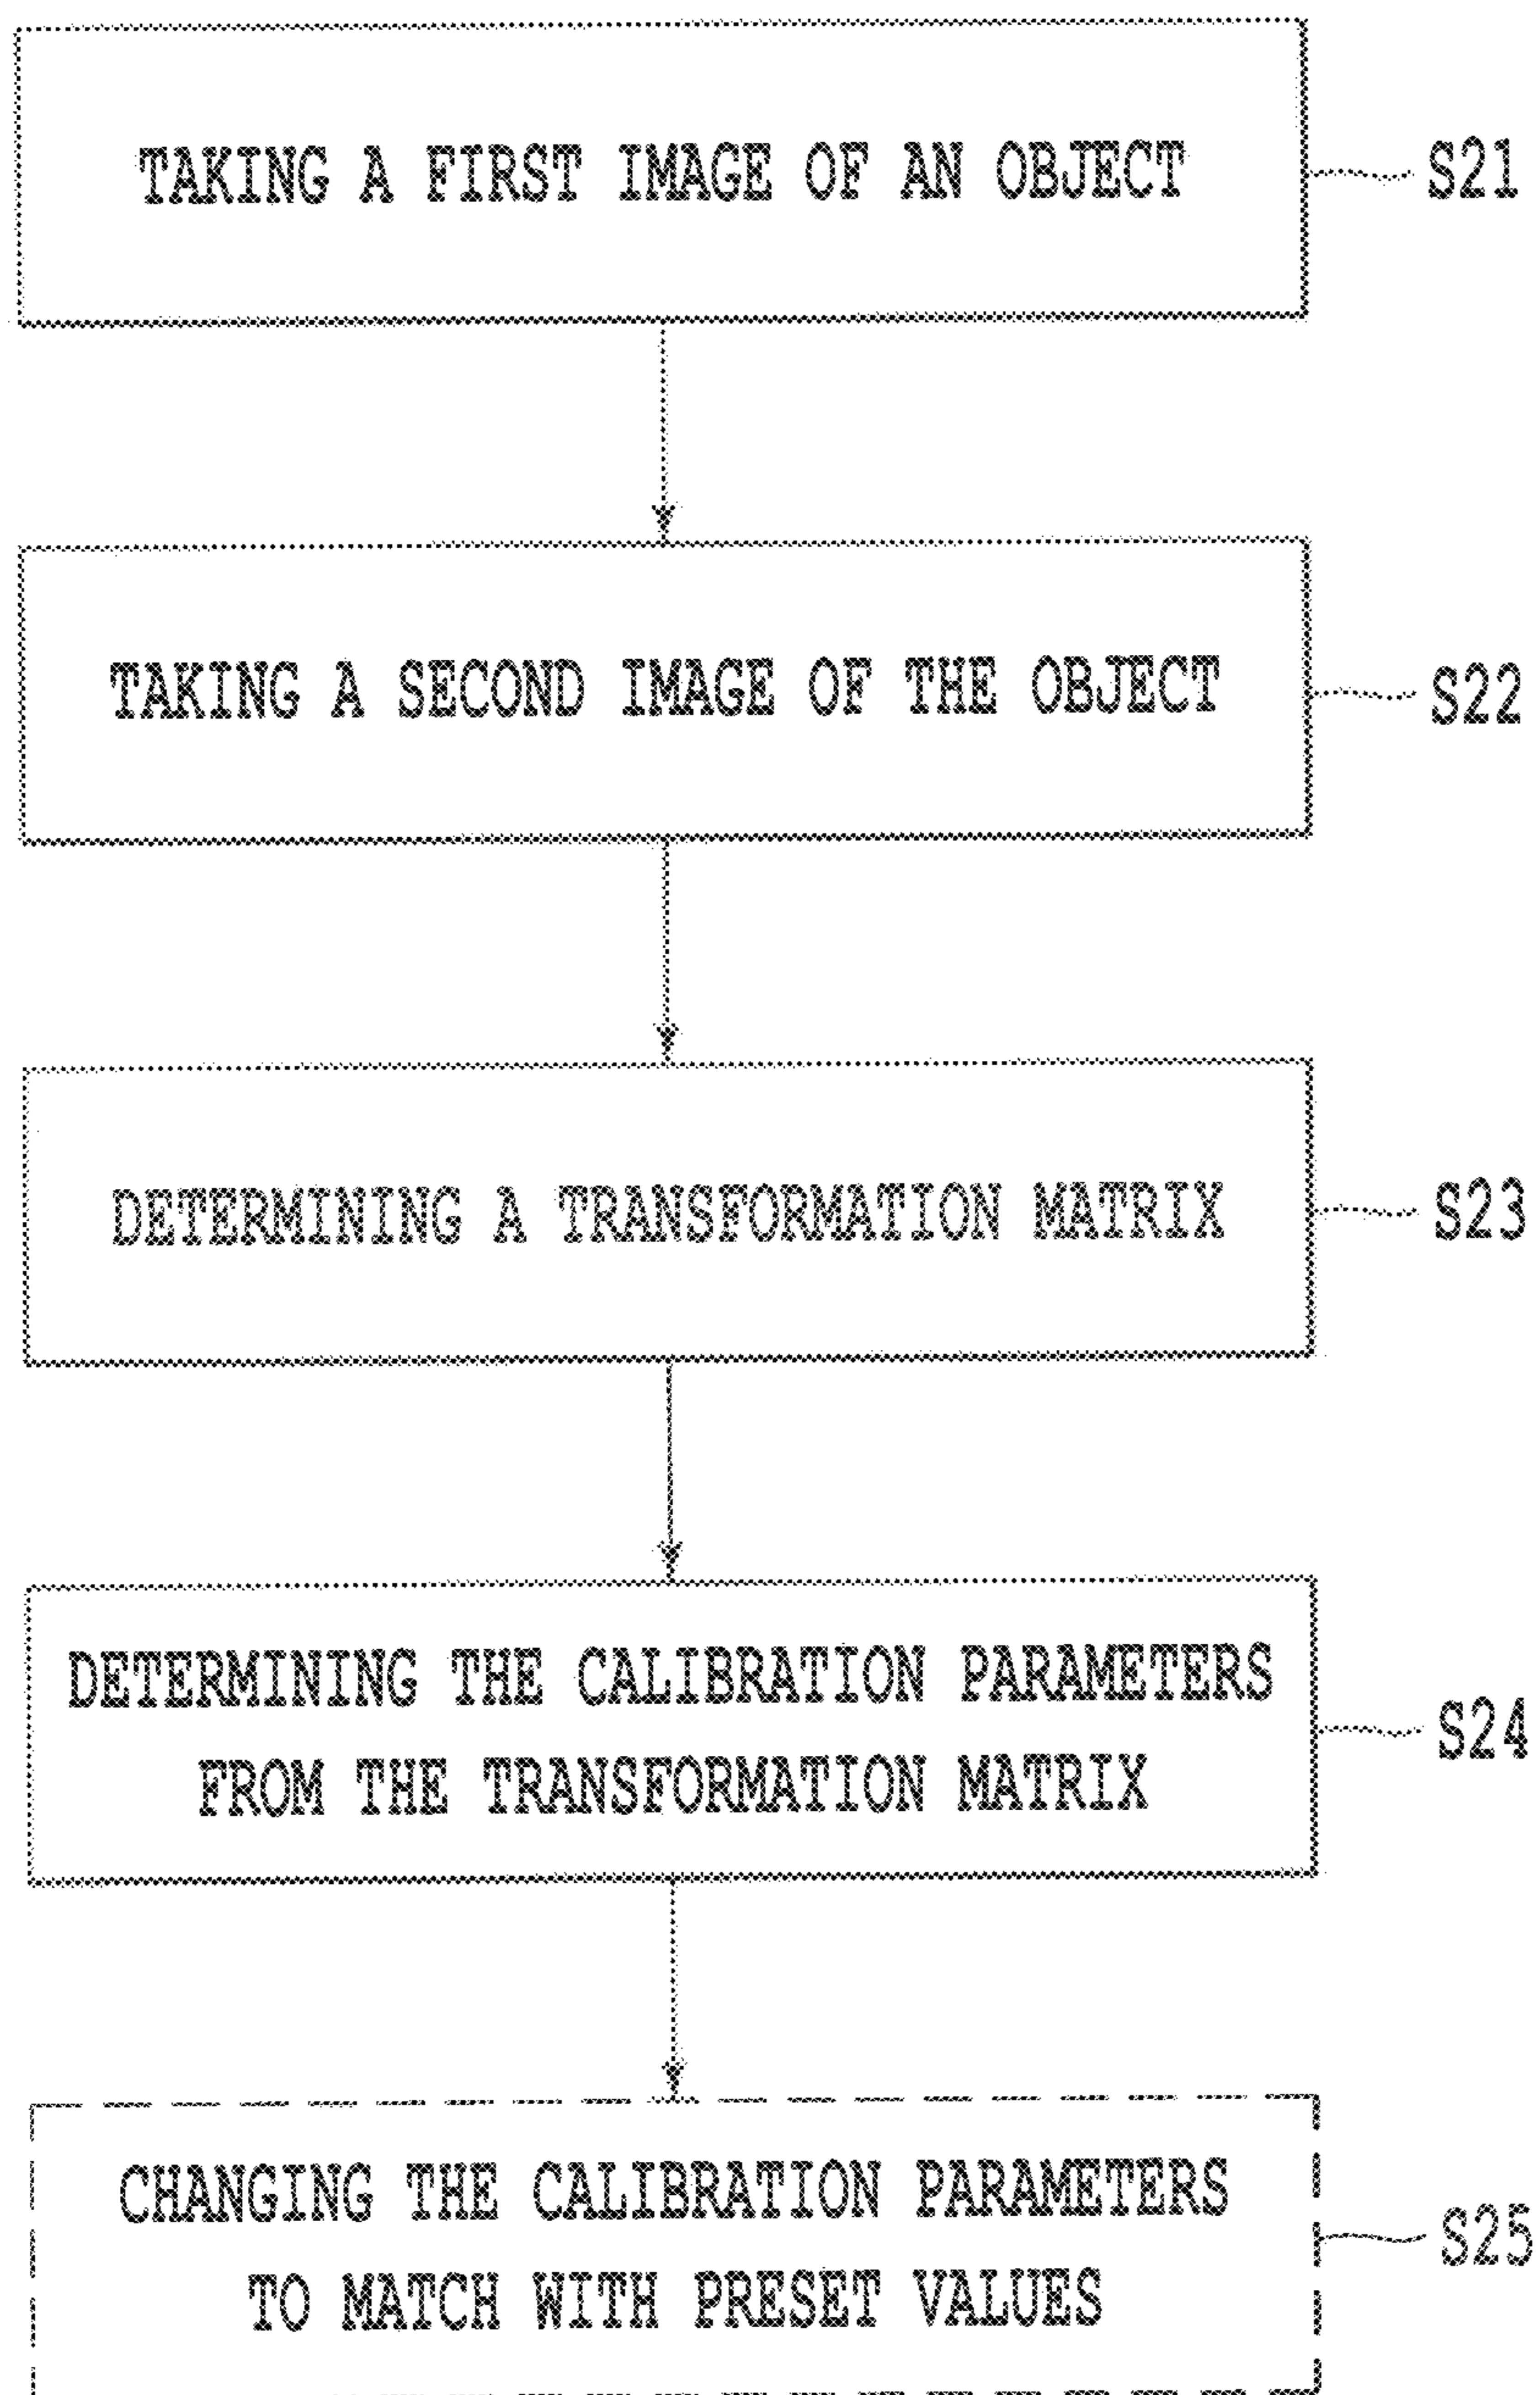 TAKING A FIRST IMAGE OF AN OBJECT
S21
TAKING A SECOND IMAGE OF THE OBJECT
S22
DETERMINING A TRANSFORMATION MATRIX
S23
DETERMINING THE CALIBRATION PARAMETERS
FROM THE TRANSFORMATION MATRIX
S24
CHANGING THE CALIBRATION PARAMETERS
TO MATCH WITH PRESET VALUES
S25